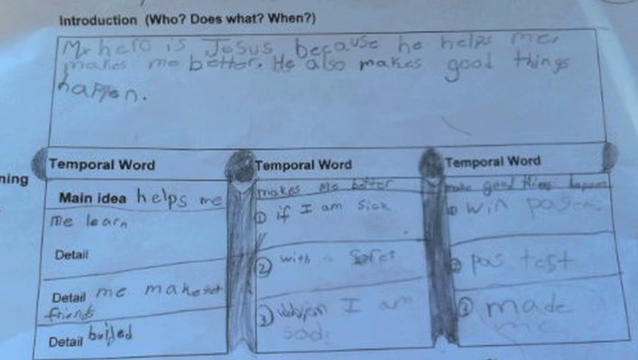 Introduction (Who? Does what? When?)
My hero is Jesus because he helps me,
makes me better. He also makes good things
happen.
ning
Temporal Word
Main idea helps me
me learn
Detail
Detail me make
friends
Detail
Temporal Word
makes me better
① if I am sick
② with a
③ I am
sad
Temporal Word
make good things happen
① win
② pas test
③ made
me